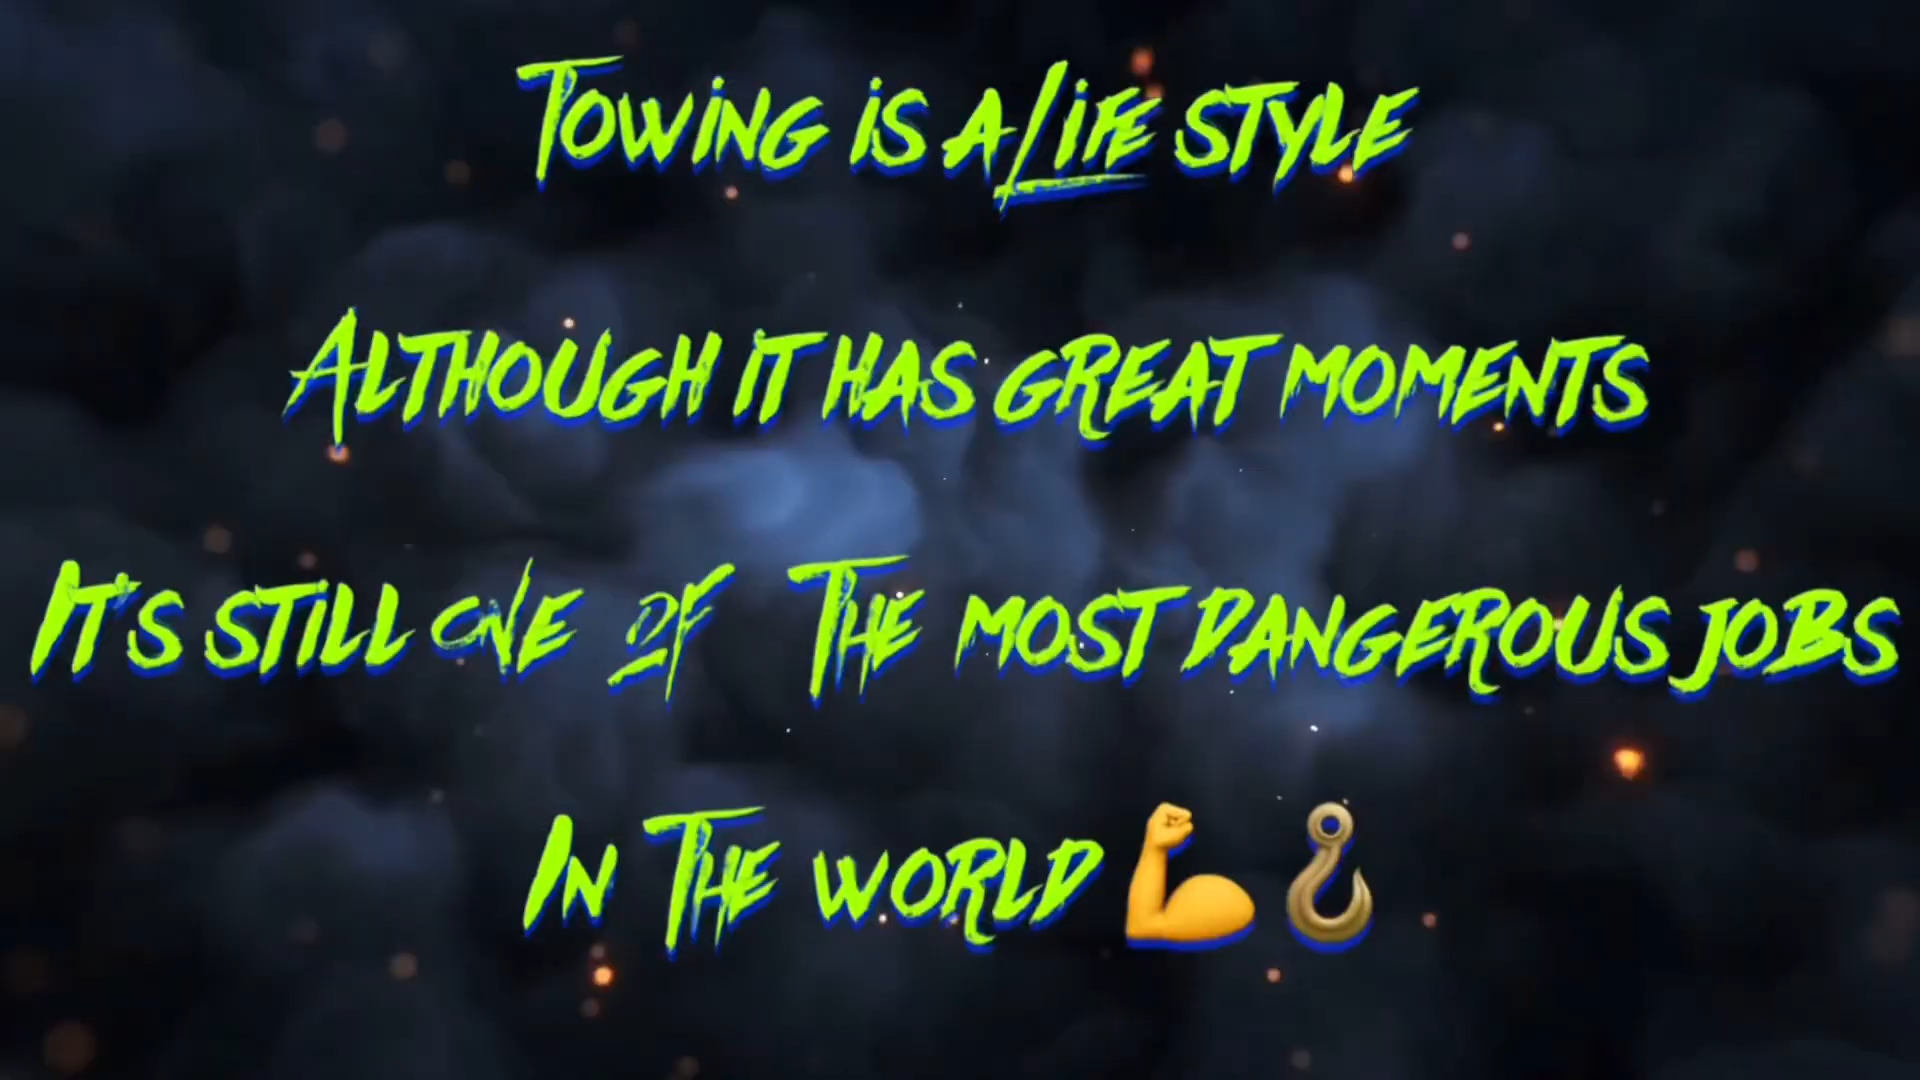 Towing is a Life style
Although it has great moments
It's still one of The most dangerous jobs
In The world 💪🪝